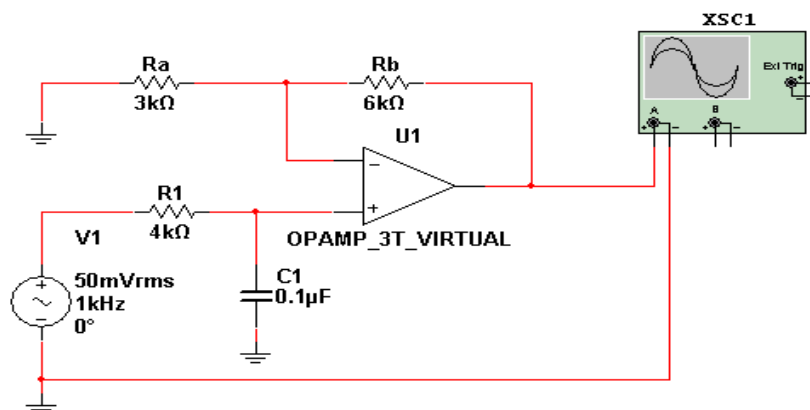 XSC1
Ext Trig
+
-
A
B
+ - + -
Ra
3kΩ
Rb
6kΩ
U1
-
+
OPAMP_3T_VIRTUAL
R1
4kΩ
V1
+
-
50mVrms
1kHz
0°
C1
0.1µF